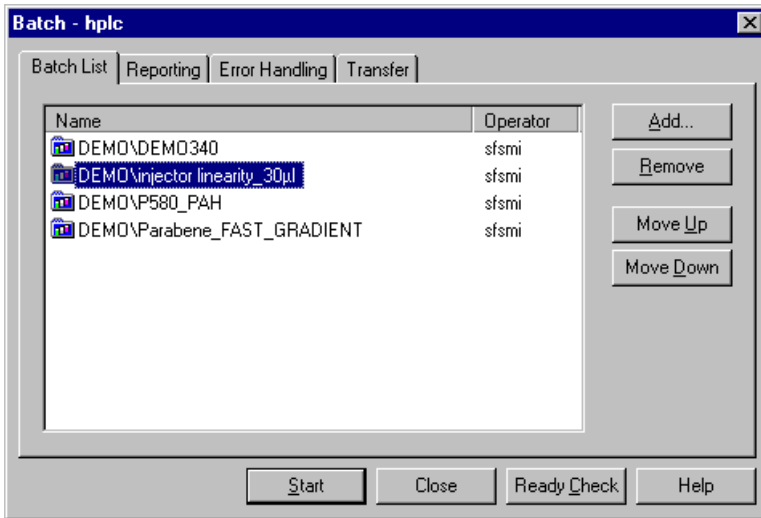 Batch - hplc
Batch List Reporting Error Handling Transfer
Name Operator Add...
DEMO\DEMO340 sfsmi
DEMO\injector linearity_30µl sfsmi Remove
DEMO\P580_PAH sfsmi
DEMO\Parabene_FAST_GRADIENT sfsmi Move Up
Move Down
Start Close Ready Check Help